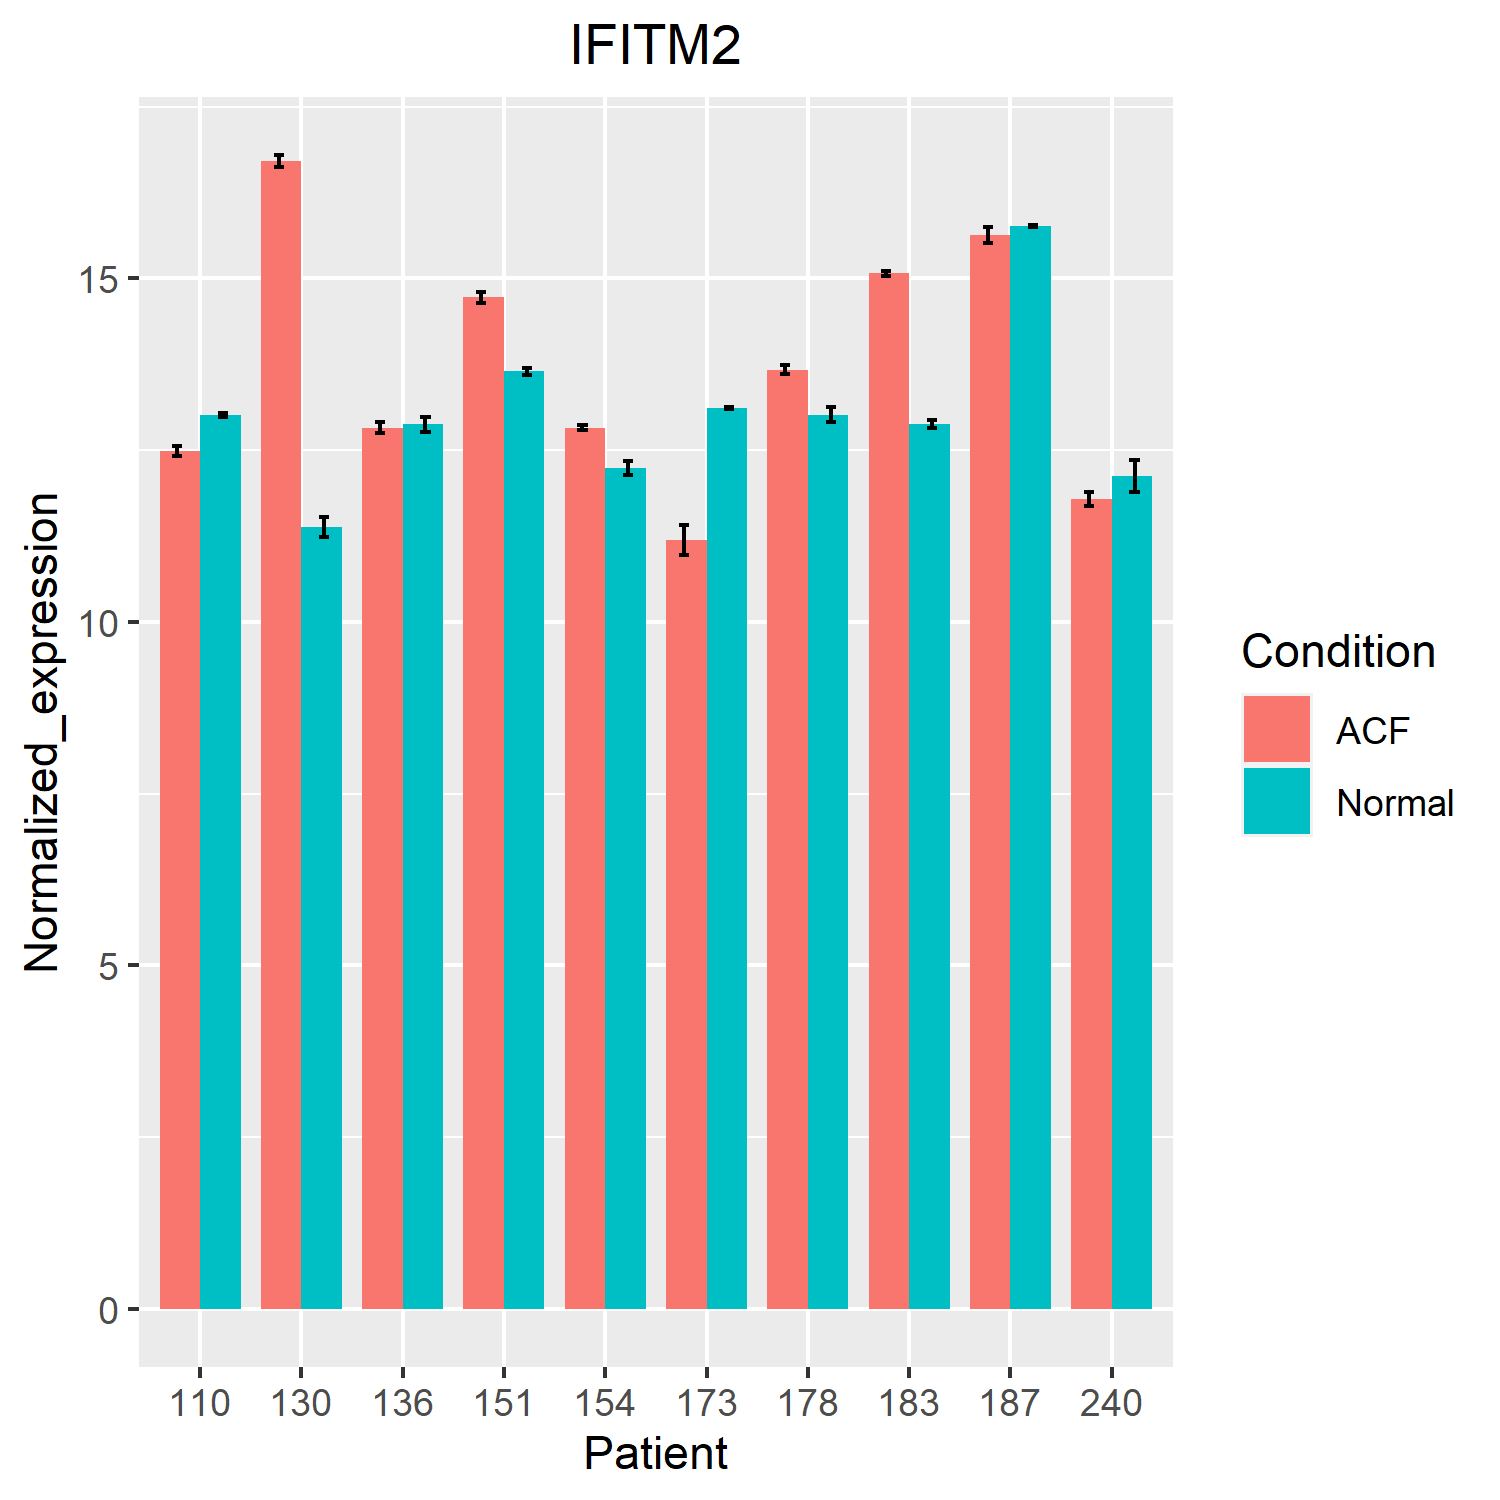 IFITM2
Normalized_expression
15
10
5
0
110 130 136 151 154 173 178 183 187 240
Patient
Condition
ACF
Normal